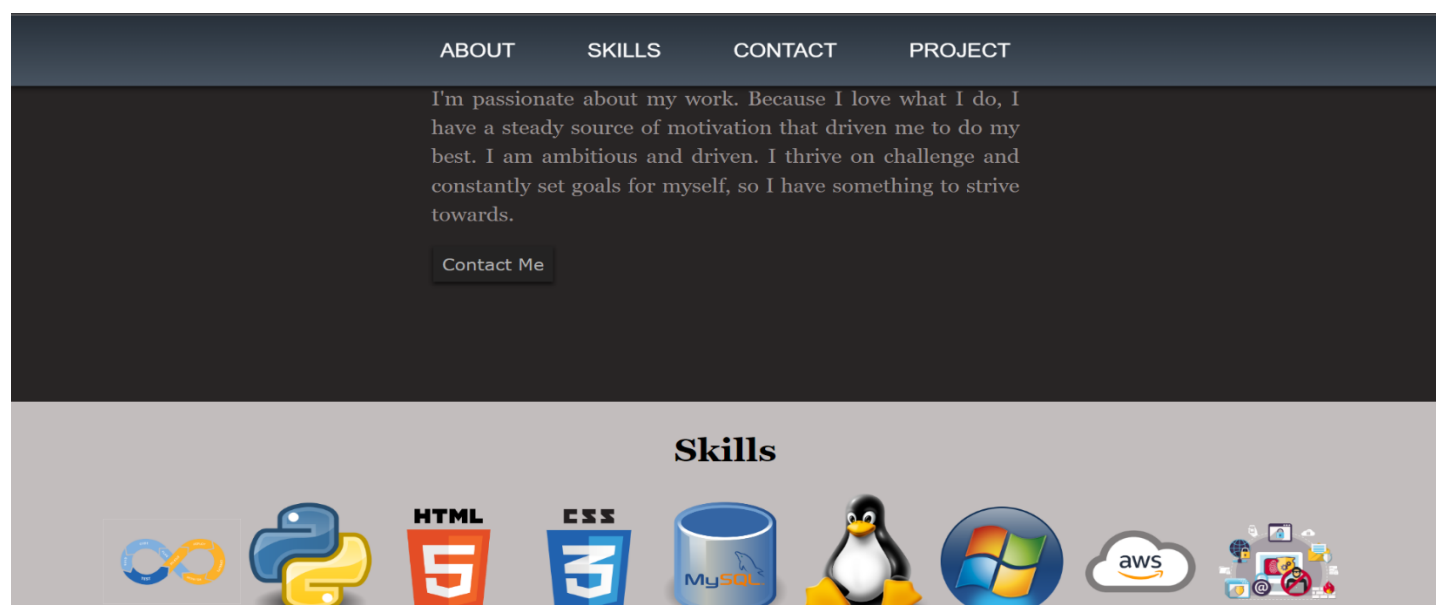 ABOUT SKILLS CONTACT PROJECT
I'm passionate about my work. Because I love what I do, I
have a steady source of motivation that driven me to do my
best. I am ambitious and driven. I thrive on challenge and
constantly set goals for myself, so I have something to strive
towards.
Contact Me
Skills
HTML
5
CSS
3
MySQL
aws
@